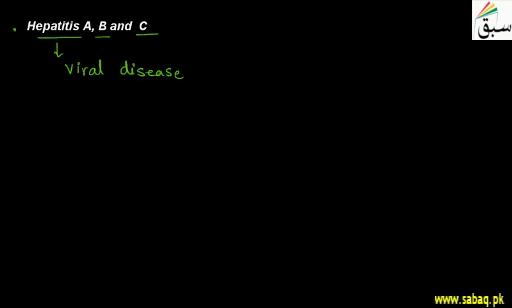 Hepatitis A, B and C
viral disease
سبق
www.sabaq.pk